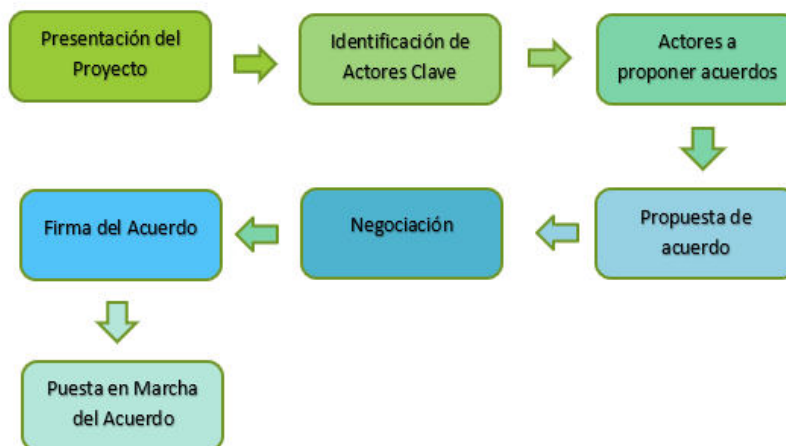 Presentación del
Proyecto
Identificación de
Actores Clave
Actores a
proponer acuerdos
Propuesta de
acuerdo
Negociación
Firma del Acuerdo
Puesta en Marcha
del Acuerdo